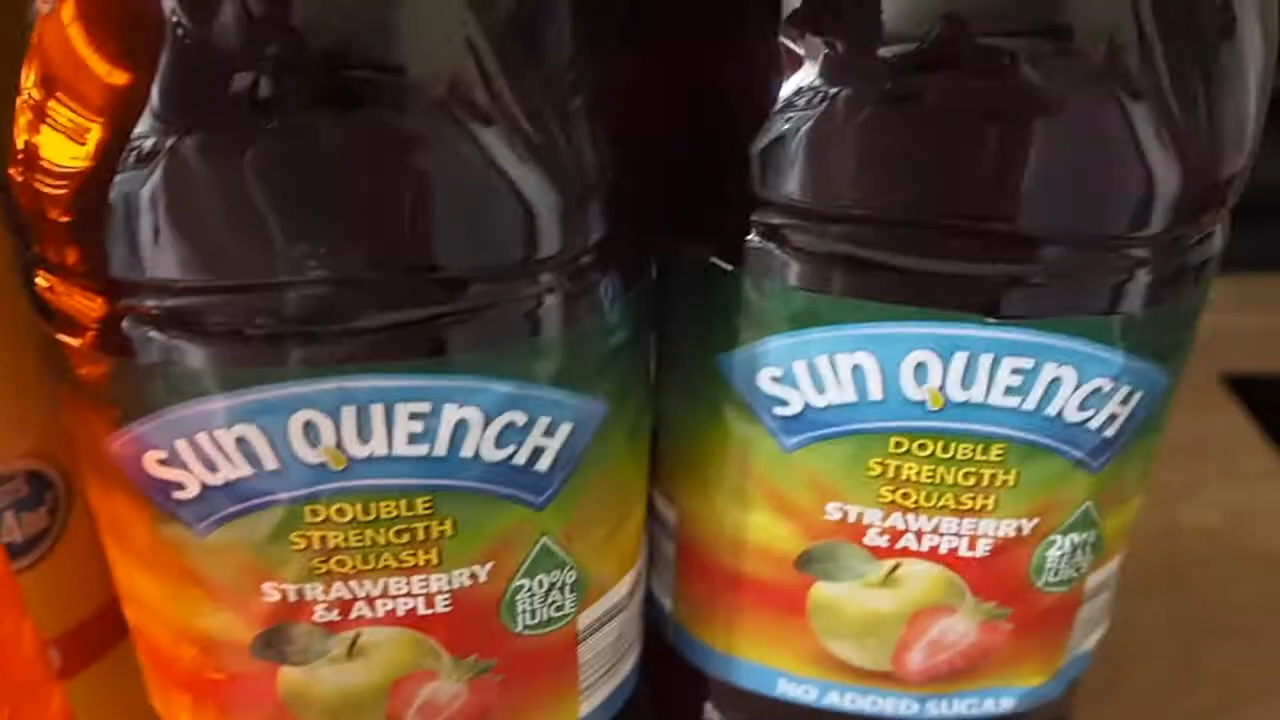 SUN QUENCH
DOUBLE
STRENGTH
SQUASH
STRAWBERRY
& APPLE
20%
REAL
JUICE
SUN QUENCH
DOUBLE
STRENGTH
SQUASH
STRAWBERRY
& APPLE
20%
REAL
JUICE
NO ADDED SUGAR